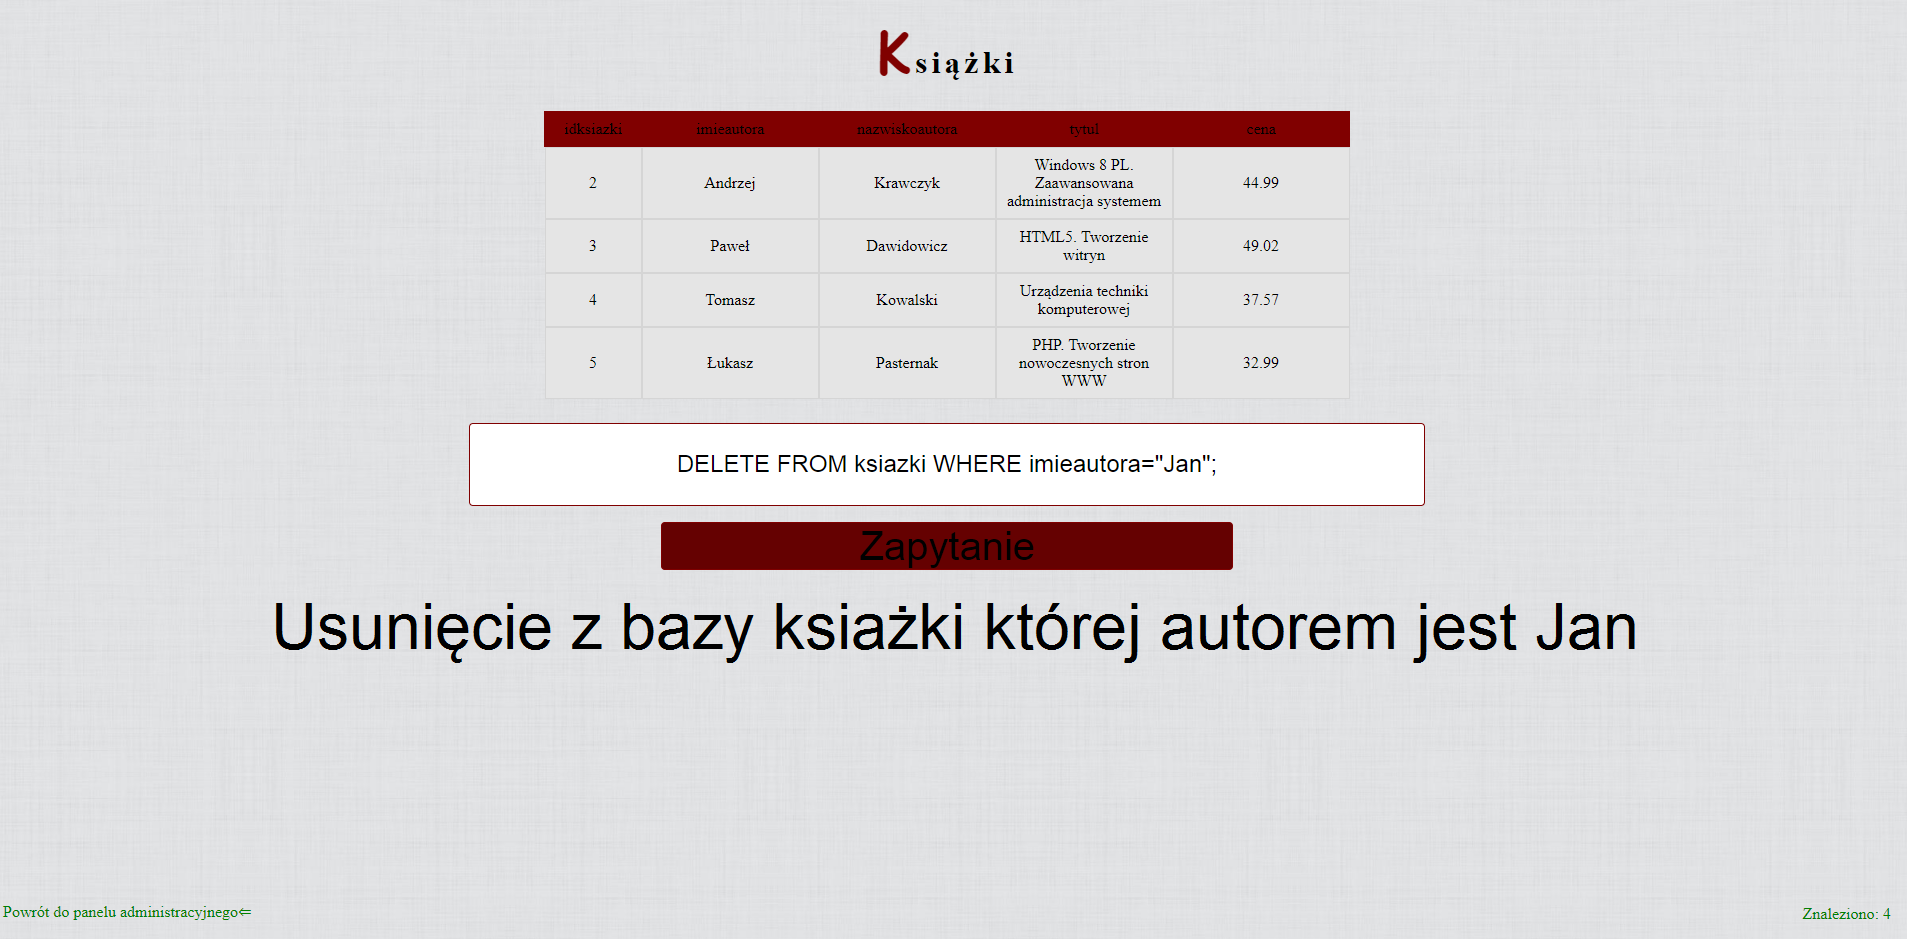 Książki
idksiazki imieautora nazwiskoautora tytul cena
2 Andrzej Krawczyk Windows 8 PL. Zaawansowana administracja systemem 44.99
3 Paweł Dawidowicz HTML5. Tworzenie witryn 49.02
4 Tomasz Kowalski Urządzenia techniki komputerowej 37.57
5 Łukasz Pasternak PHP. Tworzenie nowoczesnych stron WWW 32.99
DELETE FROM ksiazki WHERE imieautora="Jan";
Zapytanie
Usunięcie z bazy ksiażki której autorem jest Jan
Powrót do panelu administracyjnego⇐
Znaleziono: 4